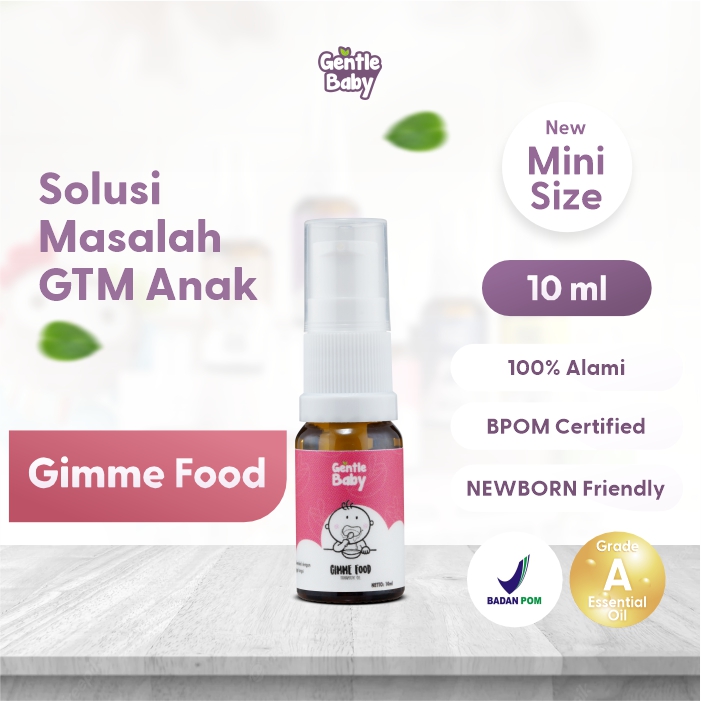 Gentle
Baby
New
Mini
Size
Solusi
Masalah
GTM Anak
10 ml
100% Alami
BPOM Certified
NEWBORN Friendly
Gimme Food
Gentle
Baby
GIMME FOOD
NETTO: 10ml
BADAN POM
Grade
A
Essential
Oil